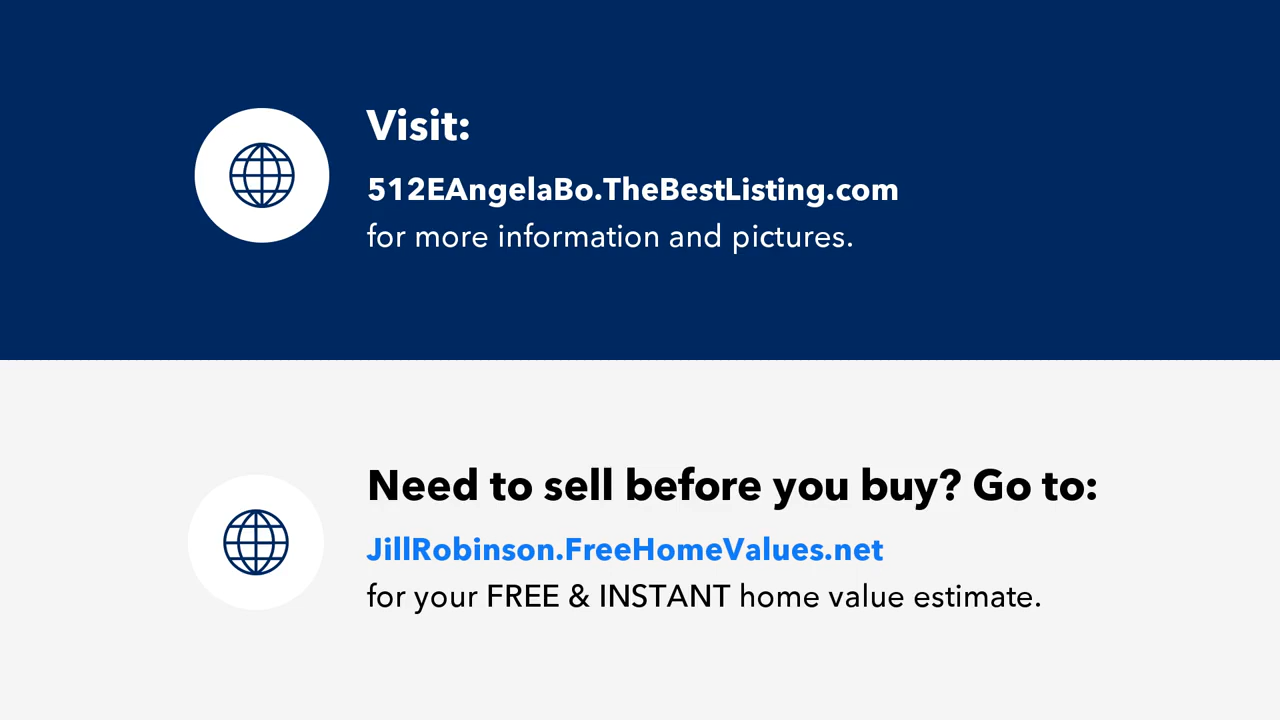 Visit:
512EAngelaBo.TheBestListing.com
for more information and pictures.
Need to sell before you buy? Go to:
JillRobinson.FreeHomeValues.net
for your FREE & INSTANT home value estimate.